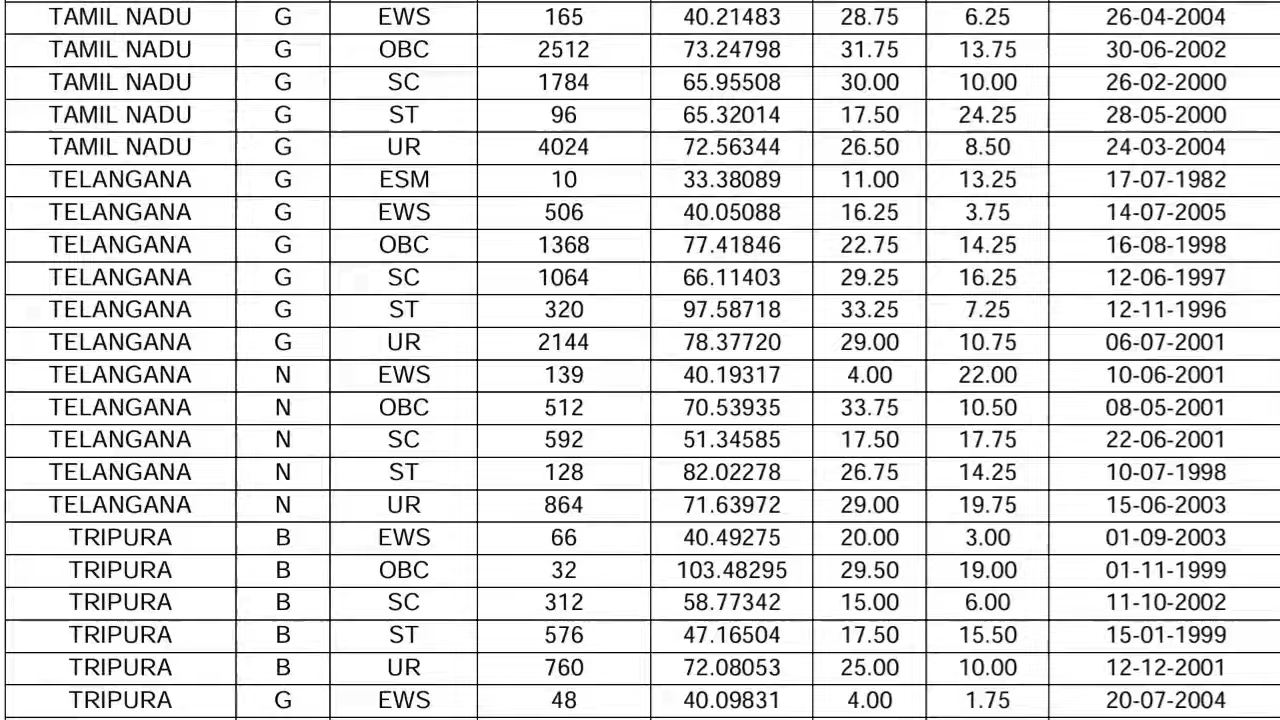 TAMIL NADU G EWS 165 40.21483 28.75 6.25 26-04-2004
TAMIL NADU G OBC 2512 73.24798 31.75 13.75 30-06-2002
TAMIL NADU G SC 1784 65.95508 30.00 10.00 26-02-2000
TAMIL NADU G ST 96 65.32014 17.50 24.25 28-05-2000
TAMIL NADU G UR 4024 72.56344 26.50 8.50 24-03-2004
TELANGANA G ESM 10 33.38089 11.00 13.25 17-07-1982
TELANGANA G EWS 506 40.05088 16.25 3.75 14-07-2005
TELANGANA G OBC 1368 77.41846 22.75 14.25 16-08-1998
TELANGANA G SC 1064 66.11403 29.25 16.25 12-06-1997
TELANGANA G ST 320 97.58718 33.25 7.25 12-11-1996
TELANGANA G UR 2144 78.37720 29.00 10.75 06-07-2001
TELANGANA N EWS 139 40.19317 4.00 22.00 10-06-2001
TELANGANA N OBC 512 70.53935 33.75 10.50 08-05-2001
TELANGANA N SC 592 51.34585 17.50 17.75 22-06-2001
TELANGANA N ST 128 82.02278 26.75 14.25 10-07-1998
TELANGANA N UR 864 71.63972 29.00 19.75 15-06-2003
TRIPURA B EWS 66 40.49275 20.00 3.00 01-09-2003
TRIPURA B OBC 32 103.48295 29.50 19.00 01-11-1999
TRIPURA B SC 312 58.77342 15.00 6.00 11-10-2002
TRIPURA B ST 576 47.16504 17.50 15.50 15-01-1999
TRIPURA B UR 760 72.08053 25.00 10.00 12-12-2001
TRIPURA G EWS 48 40.09831 4.00 1.75 20-07-2004